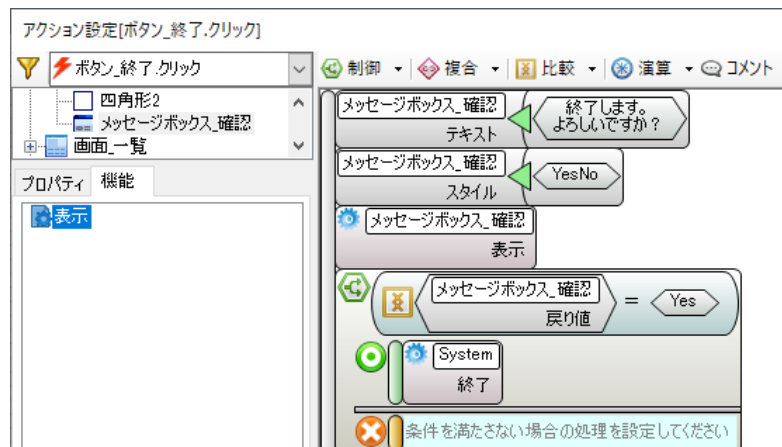 アクション設定[ボタン_終了.クリック]
ボタン_終了.クリック
制御
複合
比較
演算
コメント
四角形2
メッセージボックス_確認
画面_一覧
プロパティ
機能
表示
メッセージボックス_確認
テキスト
終了します。
よろしいですか？
メッセージボックス_確認
スタイル
YesNo
メッセージボックス_確認
表示
メッセージボックス_確認
戻り値
=
Yes
System
終了
条件を満たさない場合の処理を設定してください